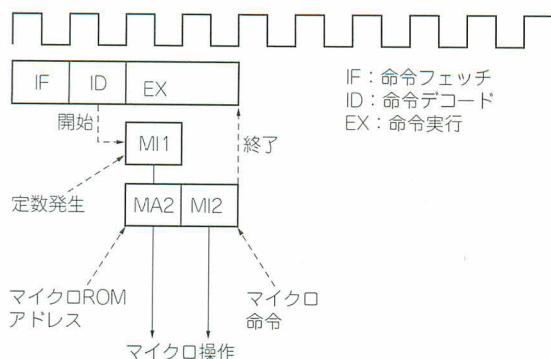 IF ID EX
IF：命令フェッチ
ID：命令デコード
EX：命令実行
開始
MI1
終了
定数発生
MA2 MI2
マイクロROM
アドレス
マイクロ
命令
マイクロ操作